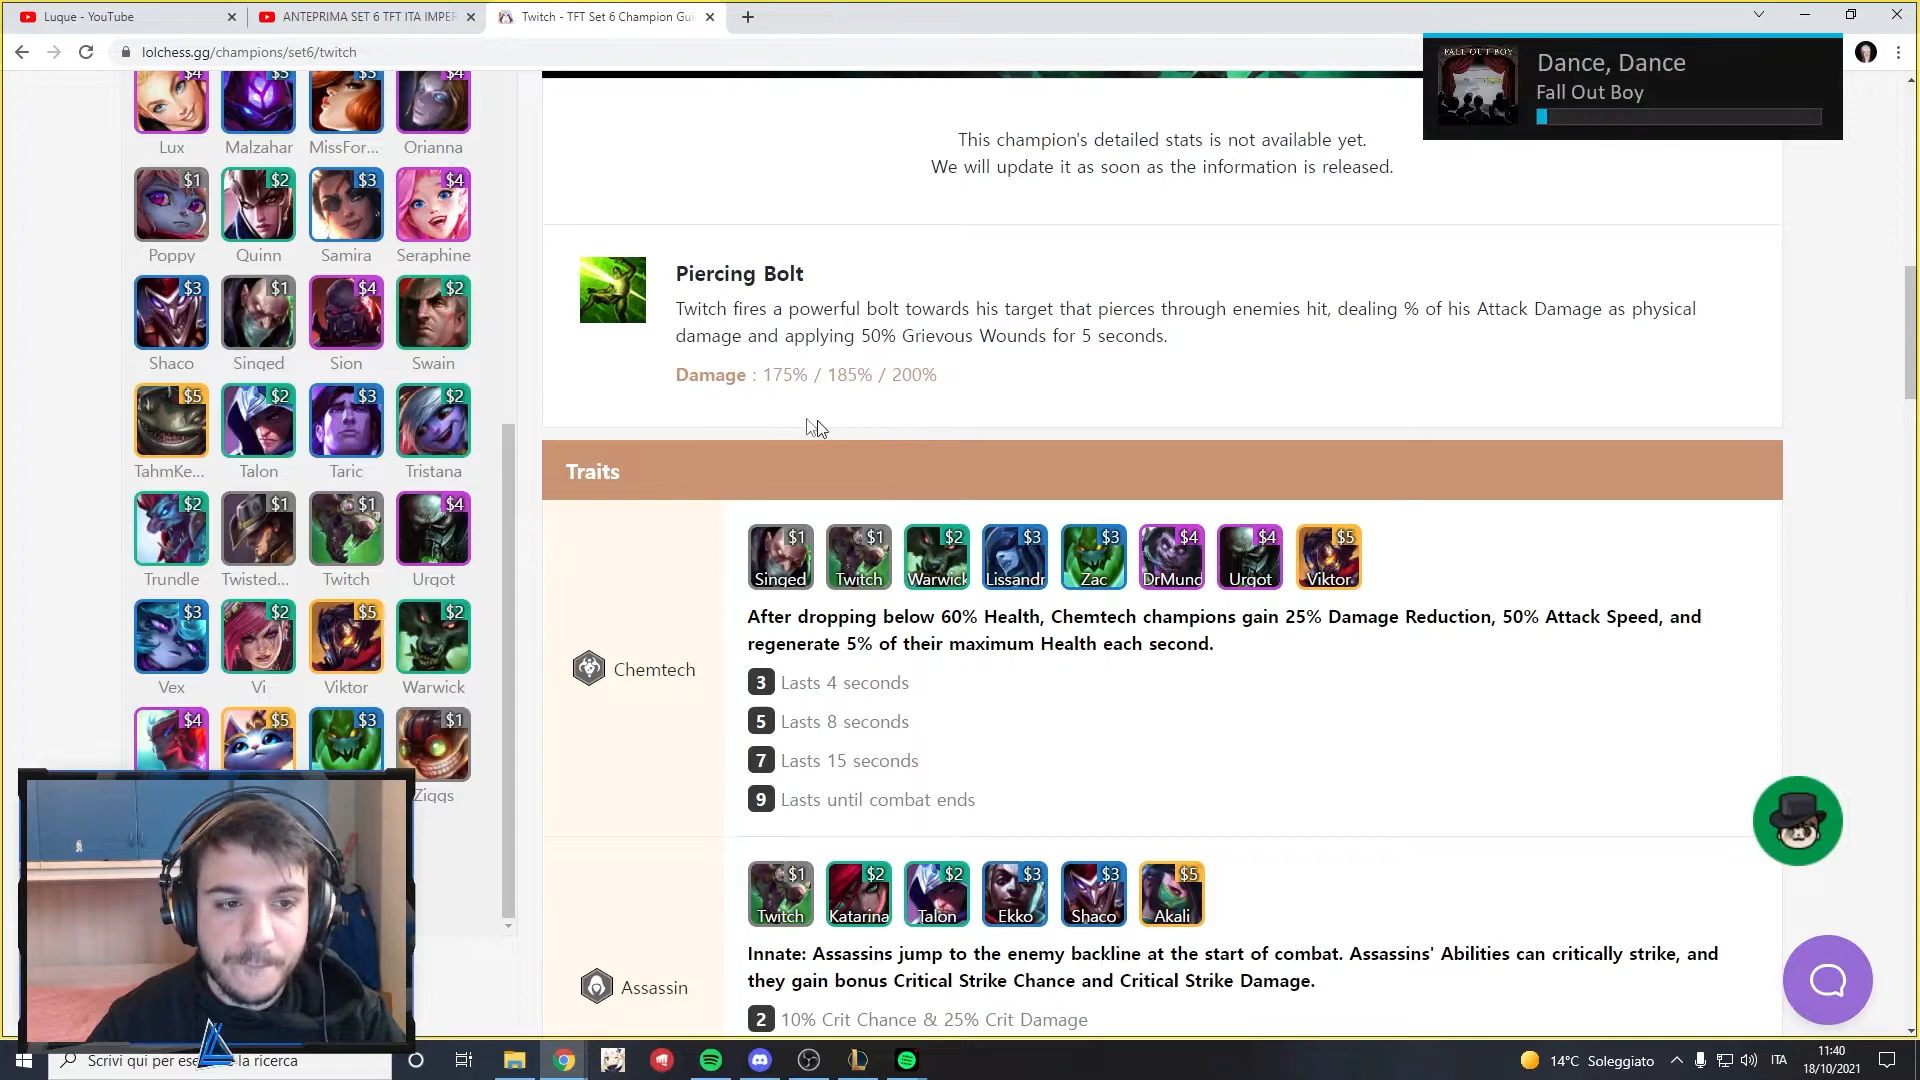 Luque - YouTube
ANTEPRIMA SET 6 TFT ITA IMPER
Twitch - TFT Set 6 Champion Gui
lolchess.gg/champions/set6/twitch
FALL OUT BOY
Dance, Dance
Fall Out Boy
$4 $3 $3 $4
Lux Malzahar MissFor... Orianna
$1 $2 $3 $4
Poppy Quinn Samira Seraphine
$3 $1 $4 $2
Shaco Singed Sion Swain
$5 $2 $3 $2
TahmKe... Talon Taric Tristana
$2 $1 $1 $4
Trundle Twisted... Twitch Urgot
$3 $2 $5 $2
Vex Vi Viktor Warwick
$4 $5 $3 $1
Ziggs
This champion's detailed stats is not available yet.
We will update it as soon as the information is released.
Piercing Bolt
Twitch fires a powerful bolt towards his target that pierces through enemies hit, dealing % of his Attack Damage as physical
damage and applying 50% Grievous Wounds for 5 seconds.
Damage : 175% / 185% / 200%
Traits
Chemtech
$1 $1 $2 $3 $3 $4 $4 $5
Singed Twitch Warwick Lissandr Zac DrMund Urgot Viktor
After dropping below 60% Health, Chemtech champions gain 25% Damage Reduction, 50% Attack Speed, and
regenerate 5% of their maximum Health each second.
3 Lasts 4 seconds
5 Lasts 8 seconds
7 Lasts 15 seconds
9 Lasts until combat ends
Assassin
$1 $2 $2 $3 $3 $5
Twitch Katarina Talon Ekko Shaco Akali
Innate: Assassins jump to the enemy backline at the start of combat. Assassins' Abilities can critically strike, and
they gain bonus Critical Strike Chance and Critical Strike Damage.
2 10% Crit Chance & 25% Crit Damage
Scrivi qui per ese la ricerca
14°C Soleggiato
ITA
11:40
18/10/2021